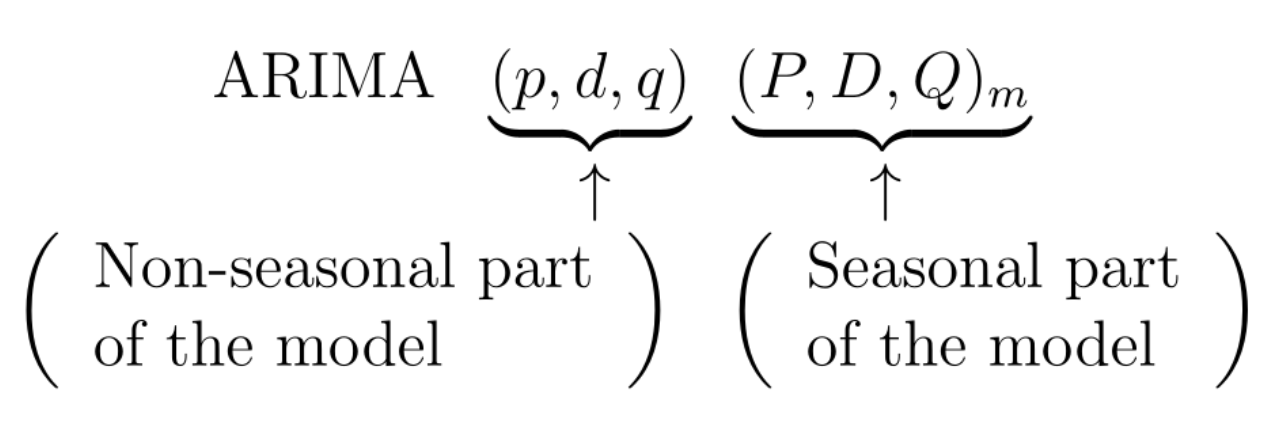 ARIMA (p, d, q) (P, D, Q)m
Non-seasonal part
of the model
Seasonal part
of the model